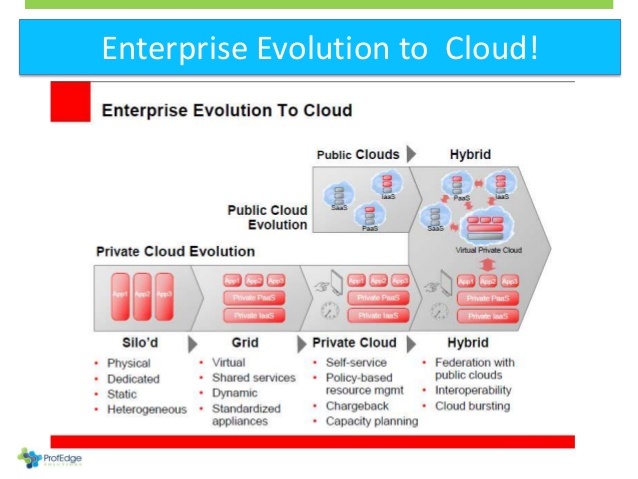 Enterprise Evolution to Cloud!
Enterprise Evolution To Cloud
Public Clouds
Hybrid
SaaS
IaaS
PaaS
PaaS
IaaS
SaaS
Virtual Private Cloud
Public Cloud
Evolution
Private Cloud Evolution
App1 App2 App3
App1 App2 App3
Private PaaS
Private IaaS
App1 App2 App3
Private PaaS
Private IaaS
App1 App2 App3
Private PaaS
Private IaaS
Silo'd
Physical
Dedicated
Static
Heterogeneous
Grid
Virtual
Shared services
Dynamic
Standardized
appliances
Private Cloud
Self-service
Policy-based
resource mgmt
Chargeback
Capacity planning
Hybrid
Federation with
public clouds
Interoperability
Cloud bursting
ProfEdge
SOLUTIONS